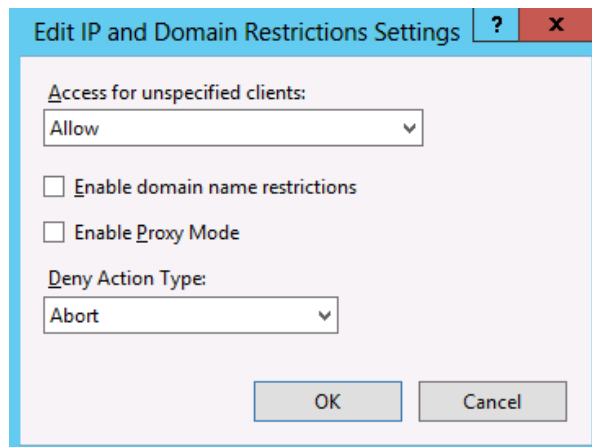 Edit IP and Domain Restrictions Settings ? x
Access for unspecified clients:
Allow
Enable domain name restrictions
Enable Proxy Mode
Deny Action Type:
Abort
OK Cancel